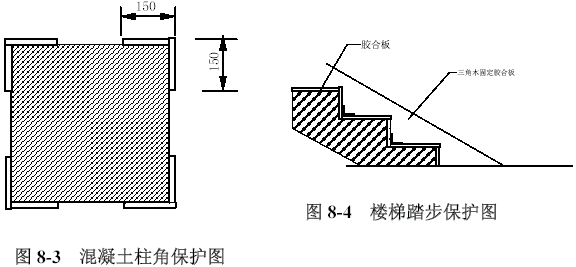 150
150
胶合板
三角木固定胶合板
图 8-4 楼梯踏步保护图
图 8-3 混凝土柱角保护图